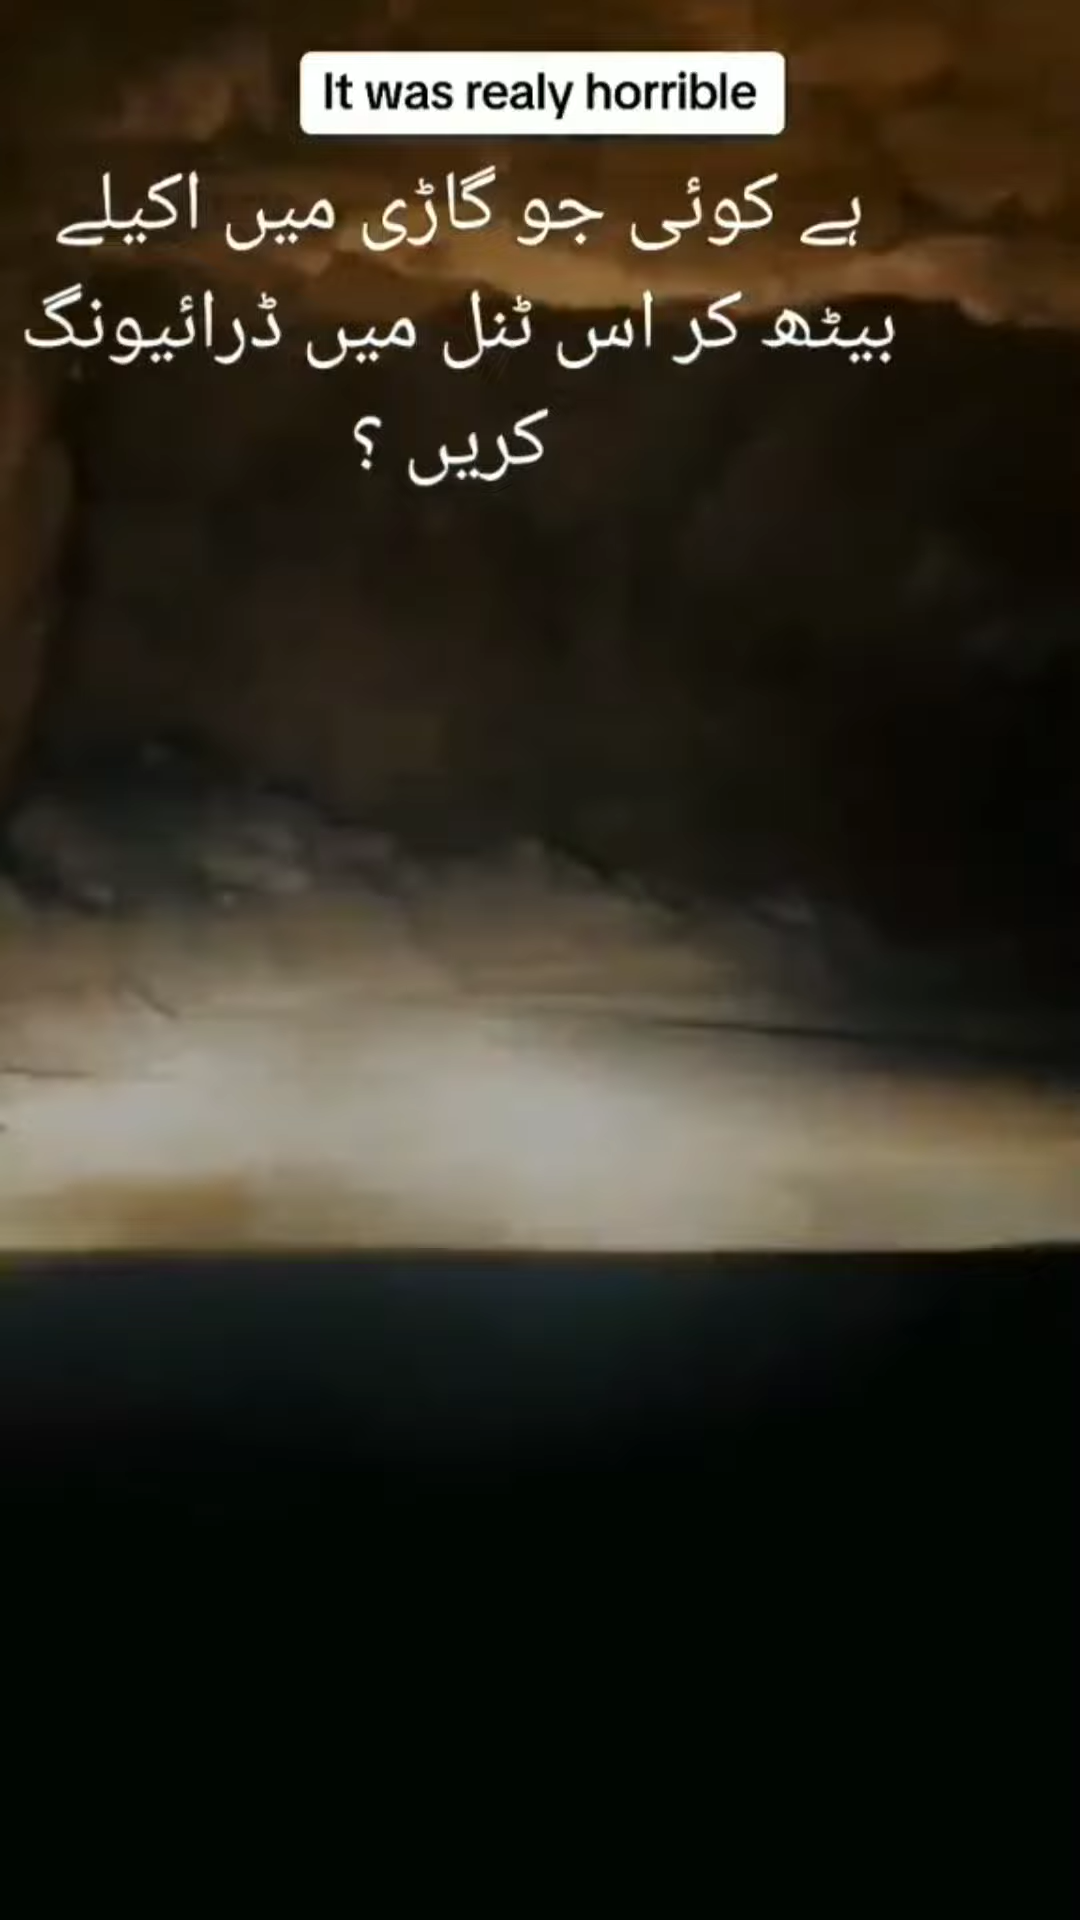 It was realy horrible
ہے کوئی جو گاڑی میں اکیلے
بیٹھ کر اس ٹنل میں ڈرائیونگ
کریں ؟